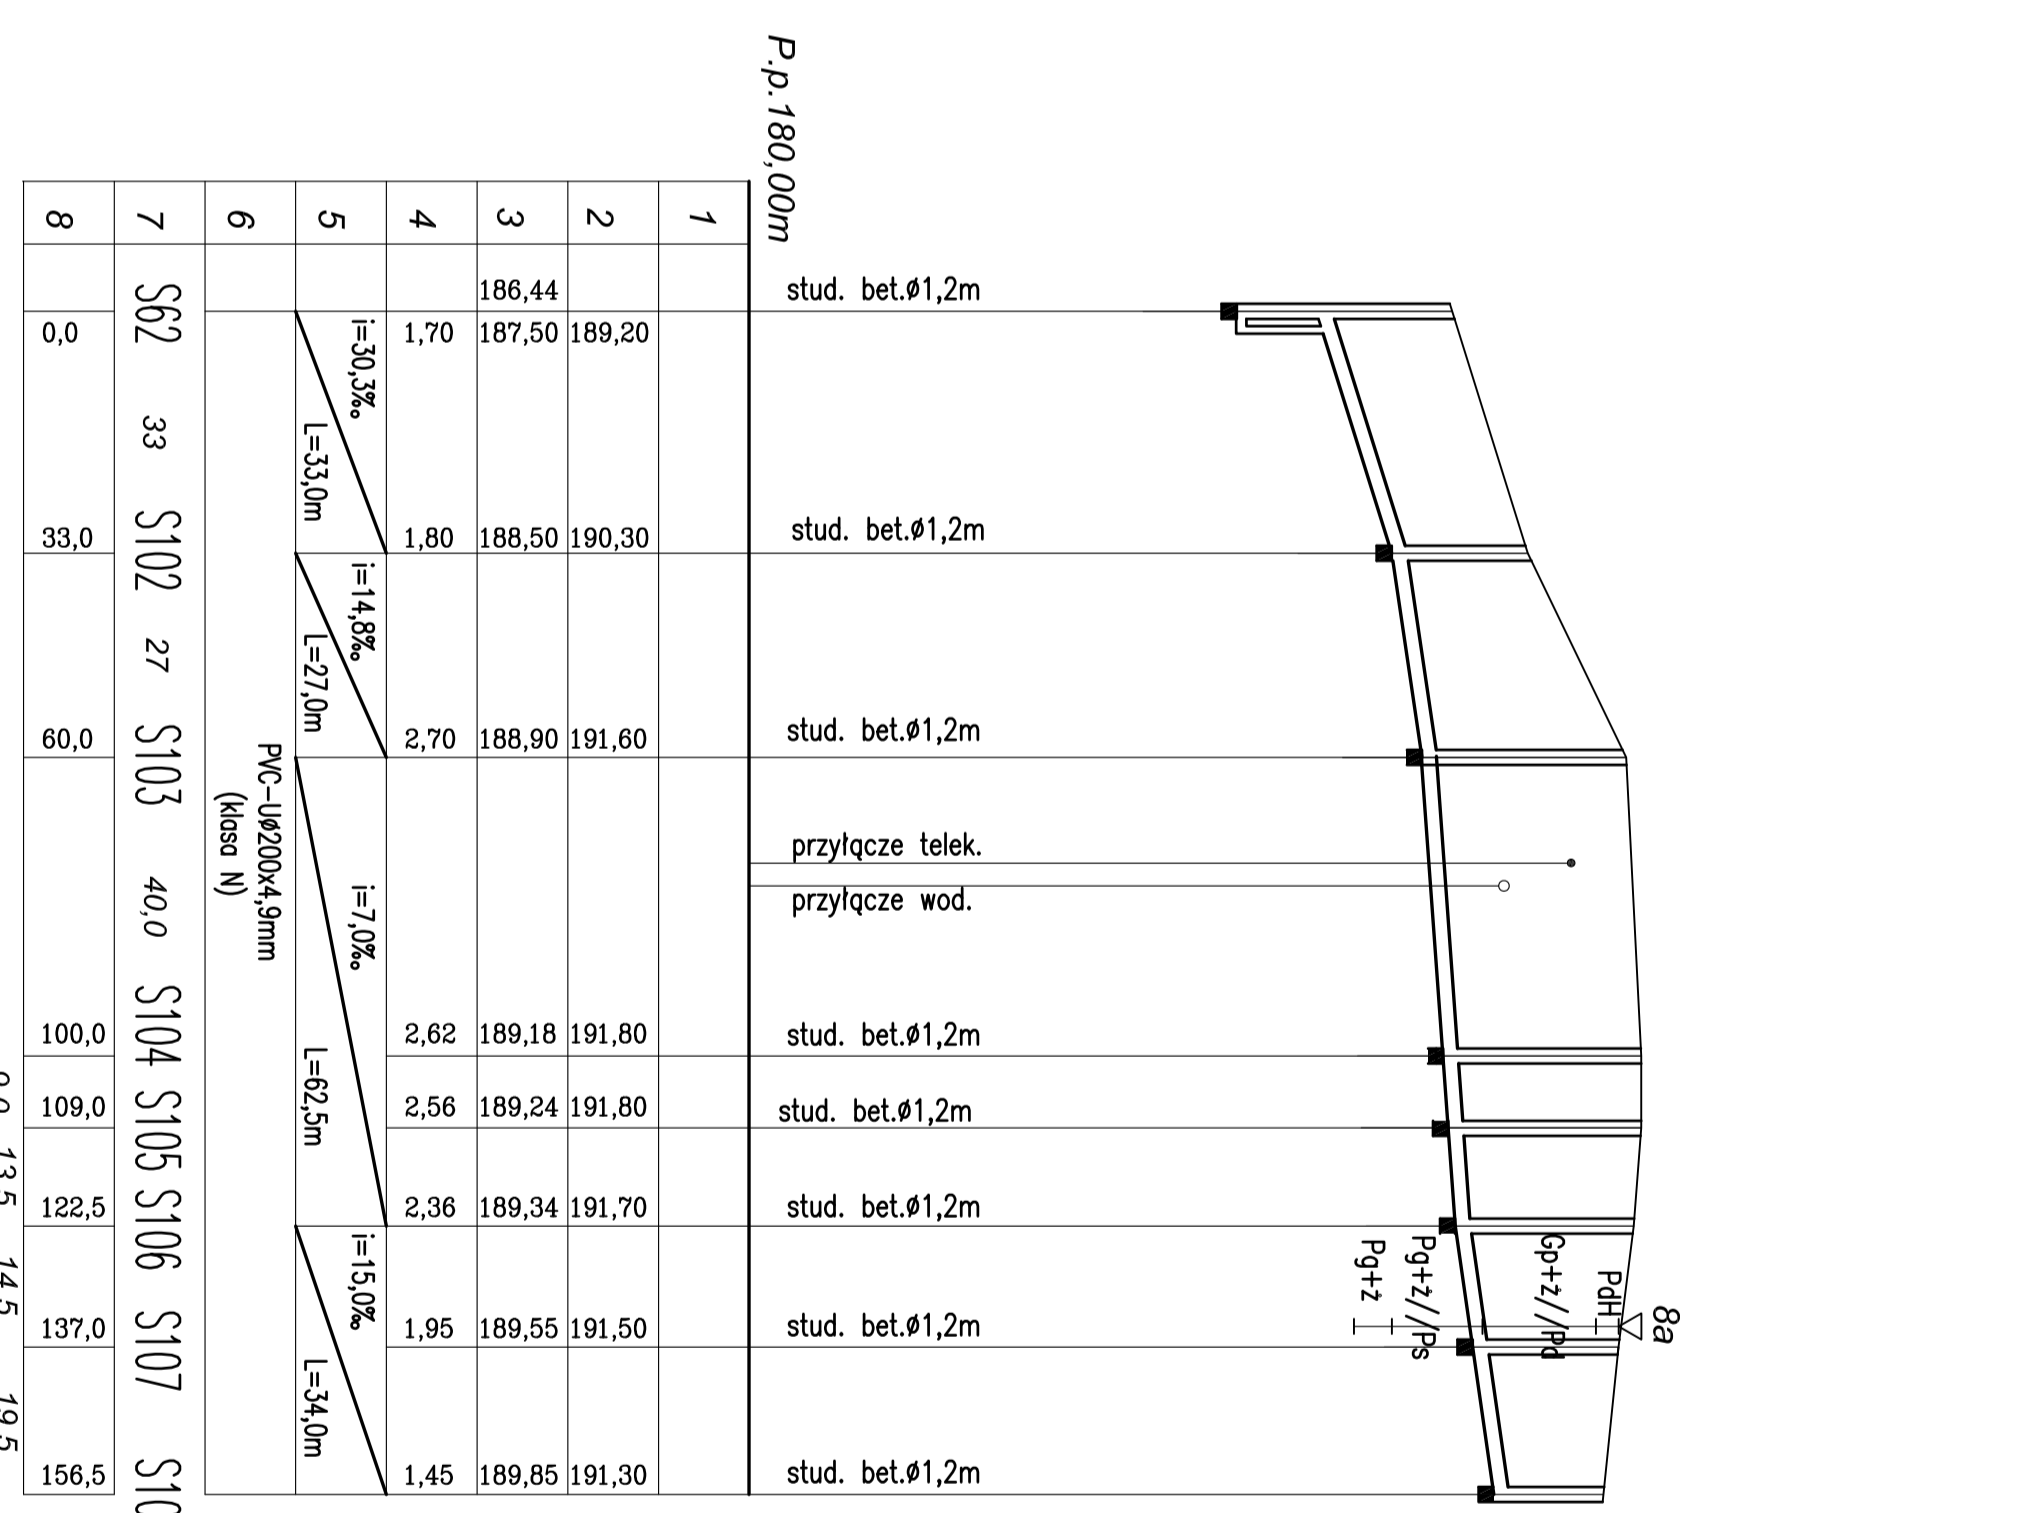 P.p.180,00m
1
2
3
4
5
6
7
8
stud. bet.ø1,2m
stud. bet.ø1,2m
stud. bet.ø1,2m
przyłącze telek.
przyłącze wod.
stud. bet.ø1,2m
stud. bet.ø1,2m
stud. bet.ø1,2m
stud. bet.ø1,2m
stud. bet.ø1,2m
8a
PdH
Gp+ż//Pd
Pg+ż//Ps
Pg+ż
189,20
190,30
191,60
191,80
191,80
191,70
191,50
191,30
186,44
187,50
188,50
188,90
189,18
189,24
189,34
189,55
189,85
1,70
1,80
2,70
2,62
2,56
2,36
1,95
1,45
i=30,3‰
L=33,0m
i=14,8‰
L=27,0m
i=7,0‰
L=62,5m
i=15,0‰
L=34,0m
PVC-Uø200x4,9mm
(klasa N)
S62
33
S102
27
S103
40,0
S104
S105
S106
S107
0,0
33,0
60,0
100,0
109,0
122,5
137,0
156,5
13,5
14,5
19,5